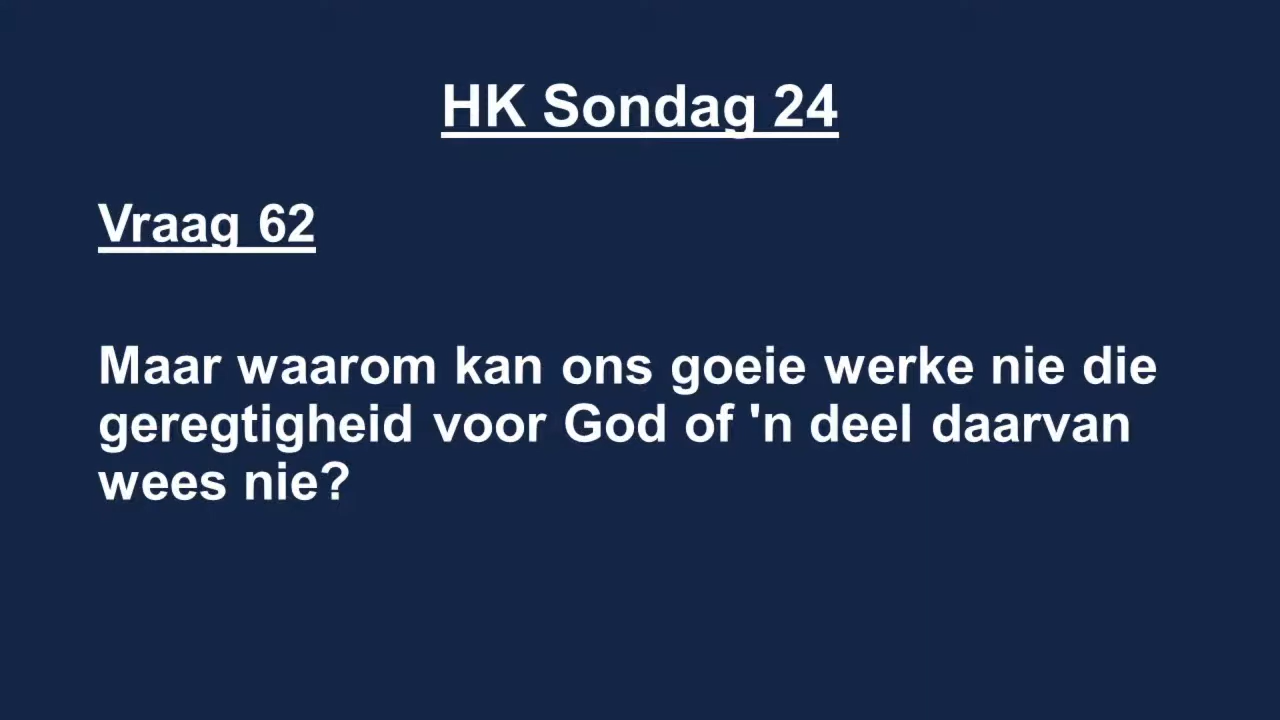 HK Sondag 24
Vraag 62
Maar waarom kan ons goeie werke nie die
geregtigheid voor God of 'n deel daarvan
wees nie?